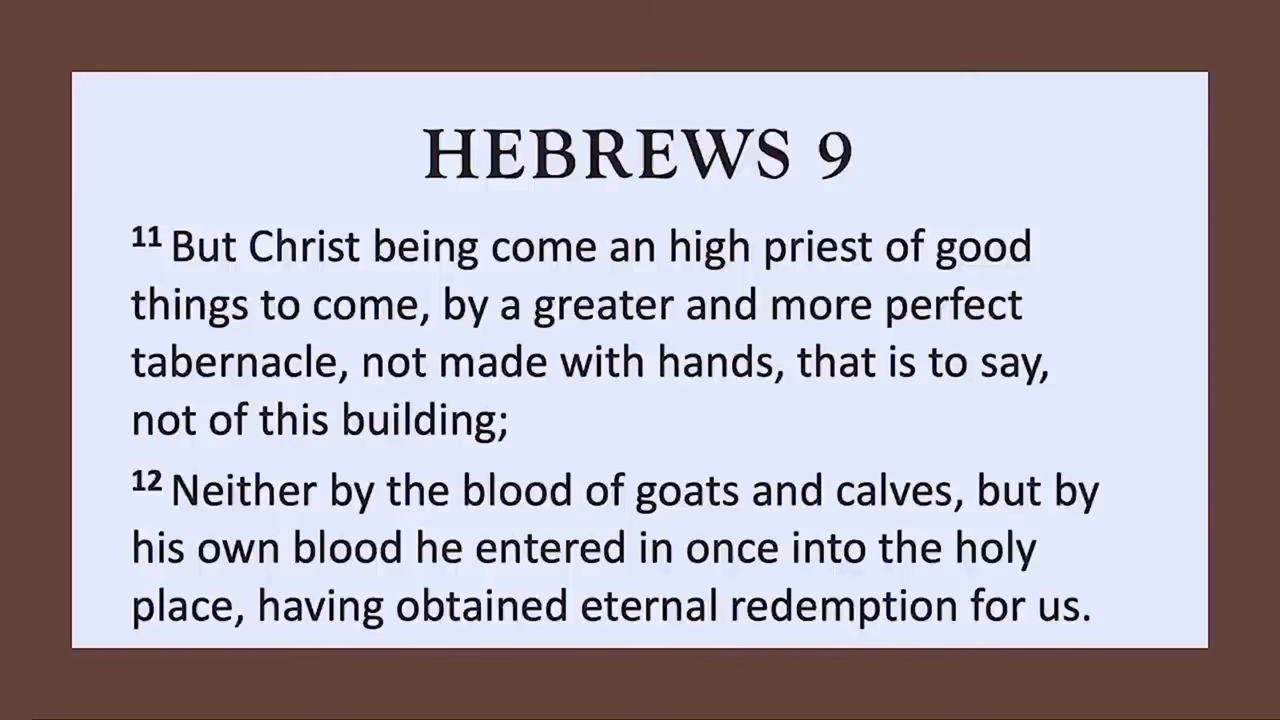 HEBREWS 9
11 But Christ being come an high priest of good
things to come, by a greater and more perfect
tabernacle, not made with hands, that is to say,
not of this building;
12 Neither by the blood of goats and calves, but by
his own blood he entered in once into the holy
place, having obtained eternal redemption for us.